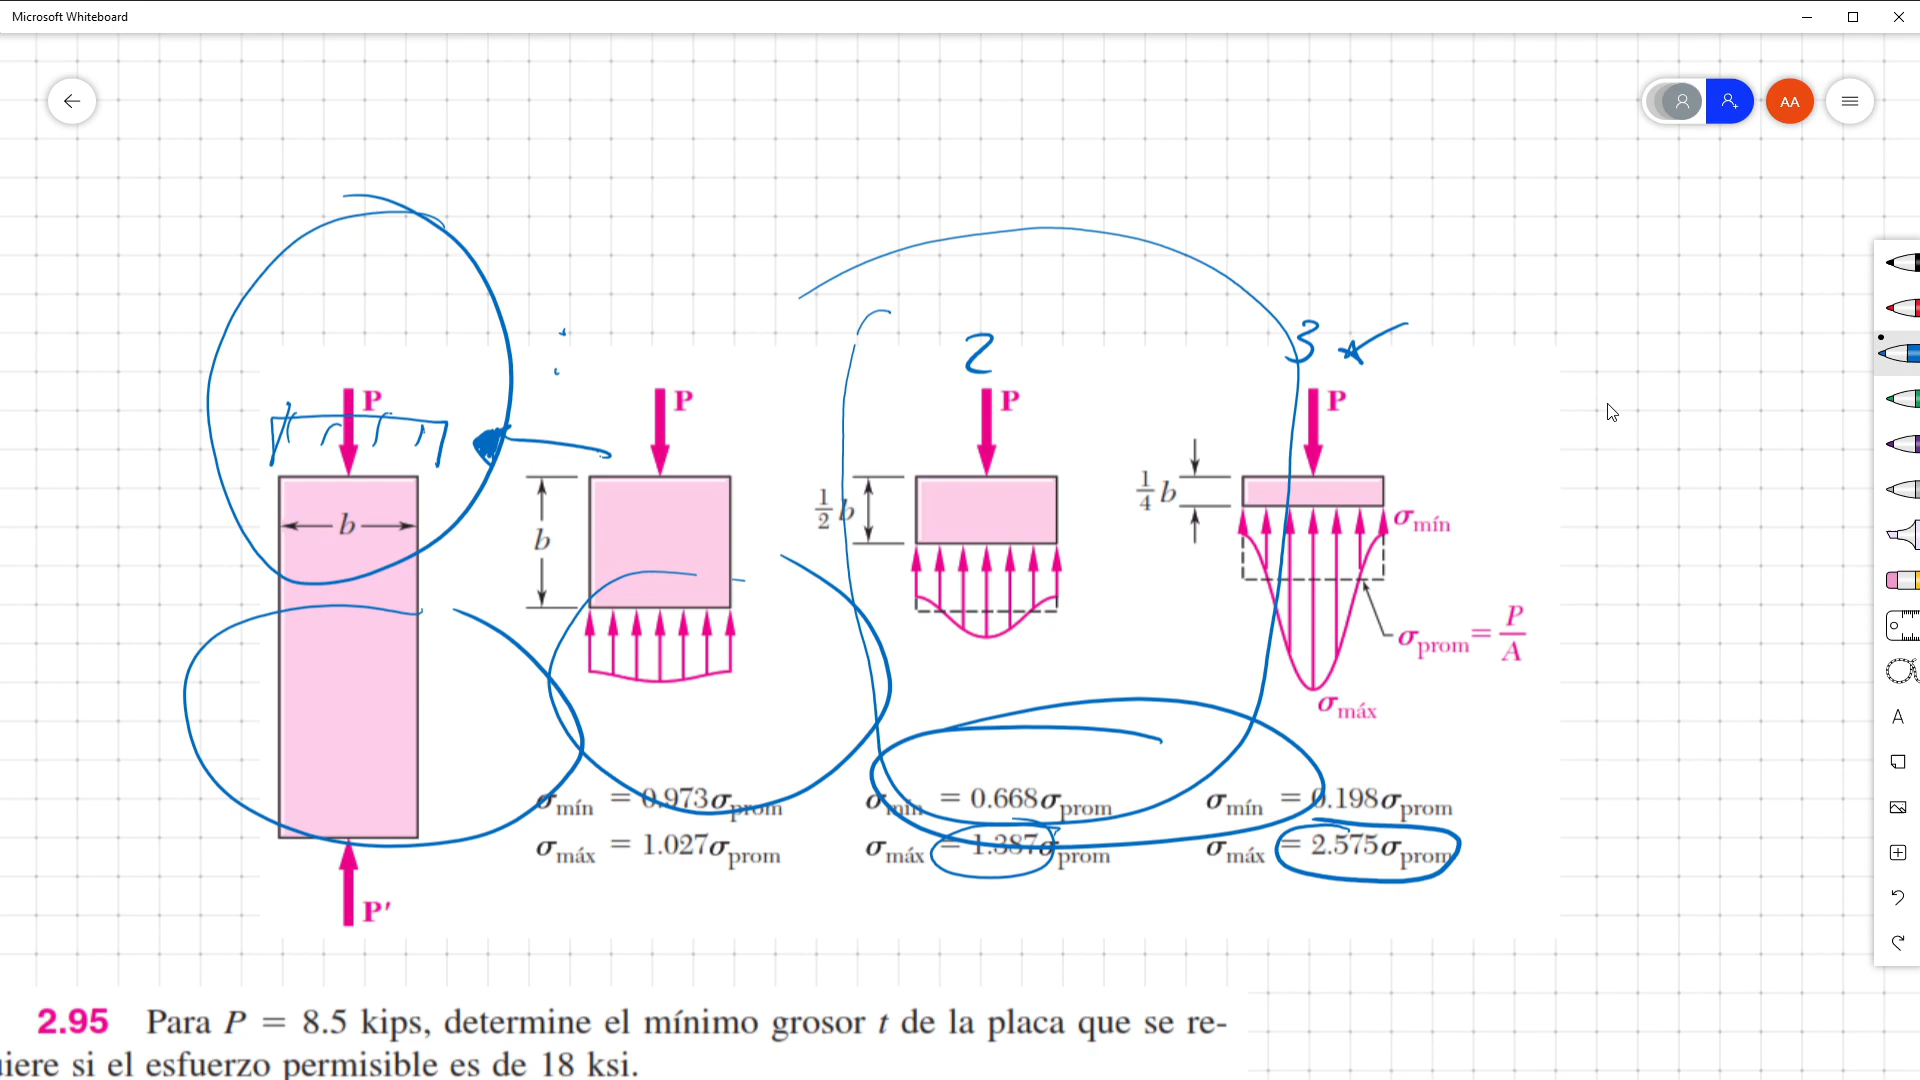 Microsoft Whiteboard
AA
2
3
P
P
P
P
b
b
1/2 b
1/4 b
σmín
σprom = P/A
σmáx
σmín = 0.973σprom
σmáx = 1.027σprom
σmín = 0.668σprom
σmáx = 1.387σprom
σmín = 0.198σprom
σmáx = 2.575σprom
P'
2.95 Para P = 8.5 kips, determine el mínimo grosor t de la placa que se re-
uiere si el esfuerzo permisible es de 18 ksi.
A